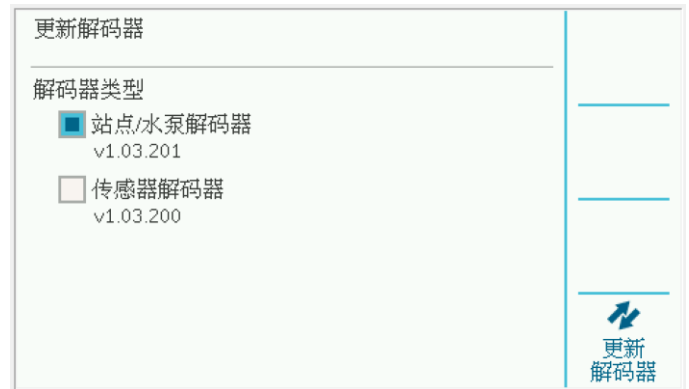 更新解码器
解码器类型
站点/水泵解码器
v1.03.201
传感器解码器
v1.03.200
更新
解码器